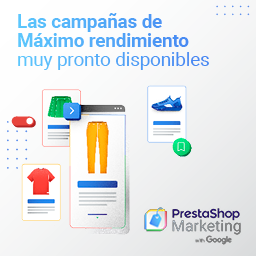 Las campañas de
Máximo rendimiento
muy pronto disponibles
PrestaShop
Marketing
with Google